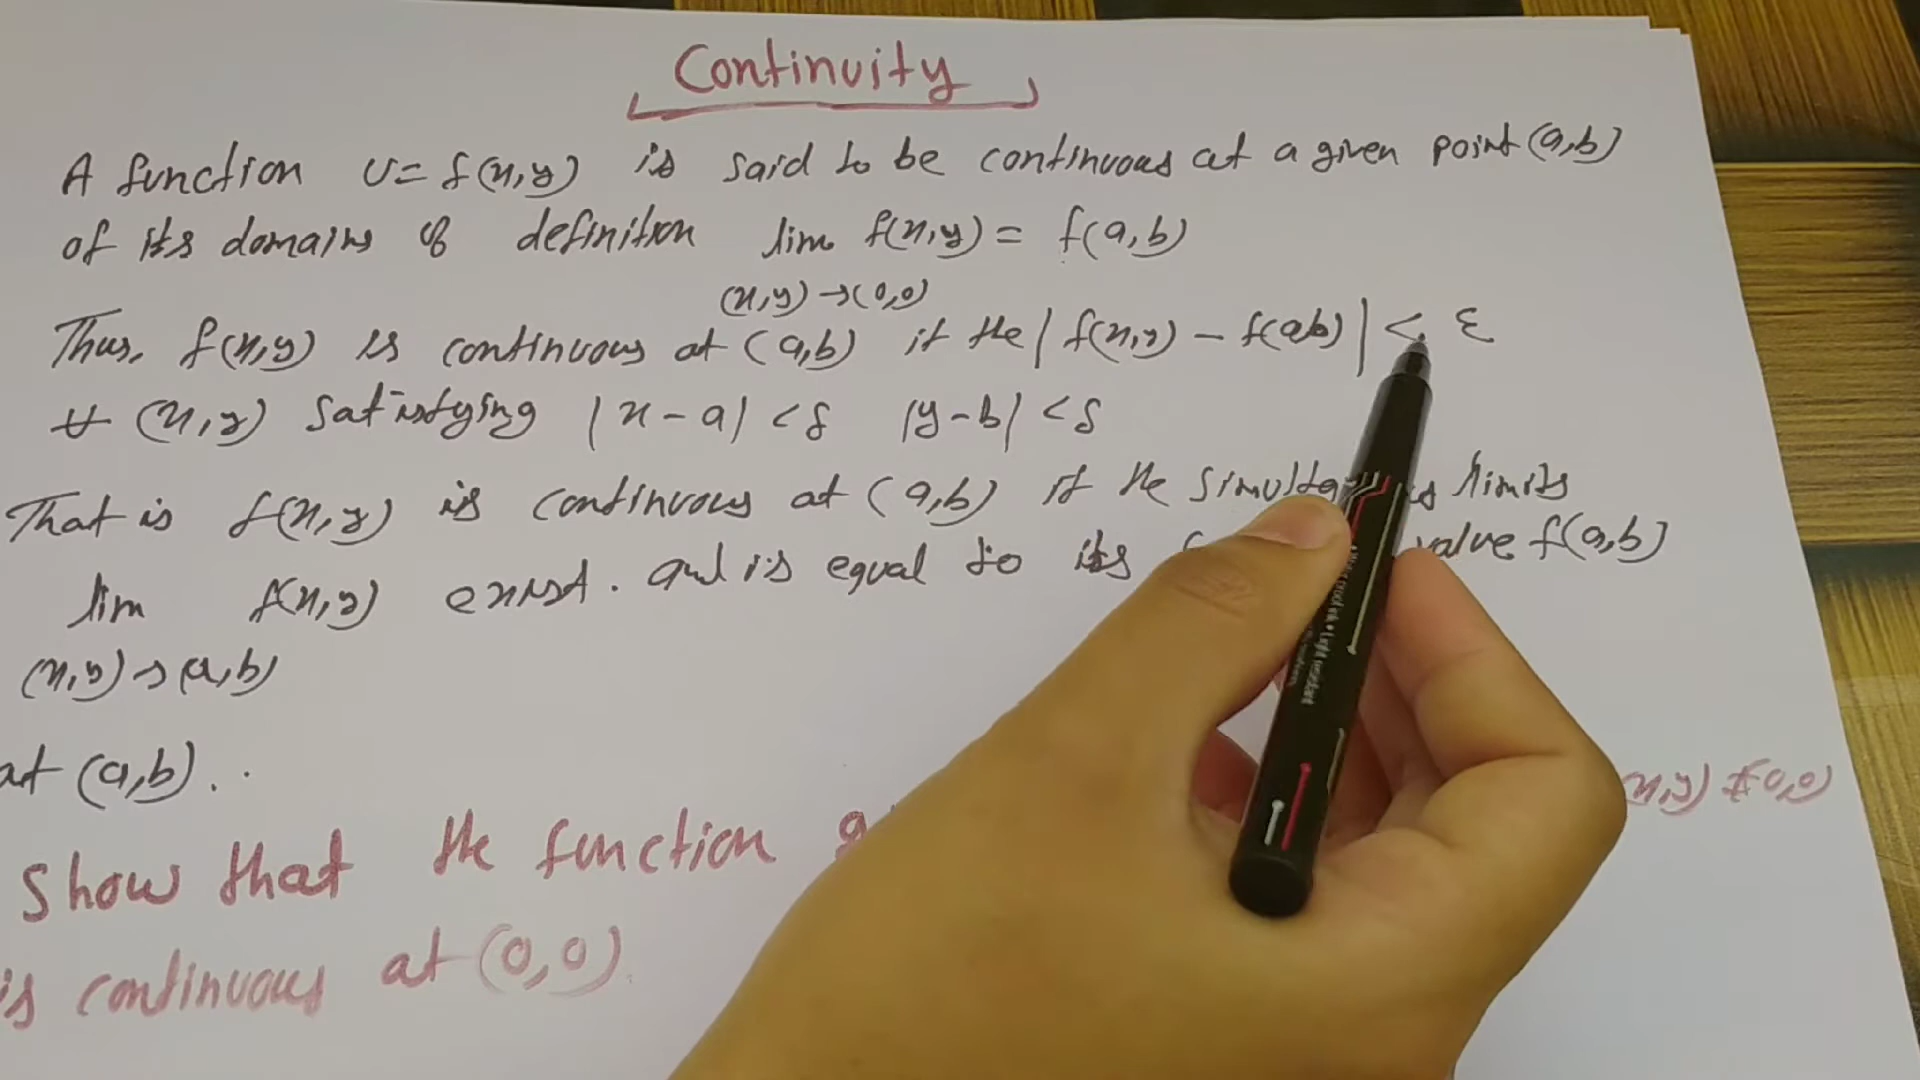 Continuity
A function u = f(x,y) is said to be continuous at a given point (a,b)
of its domains of definition lim f(x,y) = f(a,b)
(x,y)→(0,0)
Thus, f(x,y) is continuous at (a,b) if the | f(x,y) - f(ab) | < ε
∀ (x,y) satisfying |x-a| <δ |y-b| <δ
That is f(x,y) is continuous at (a,b) if the limits
lim f(x,y) exist. and is equal to its value f(a,b)
(x,y)→(a,b)
at (a,b).
Show that the function x,y) ≠(0,0)
is continuous at (0,0).